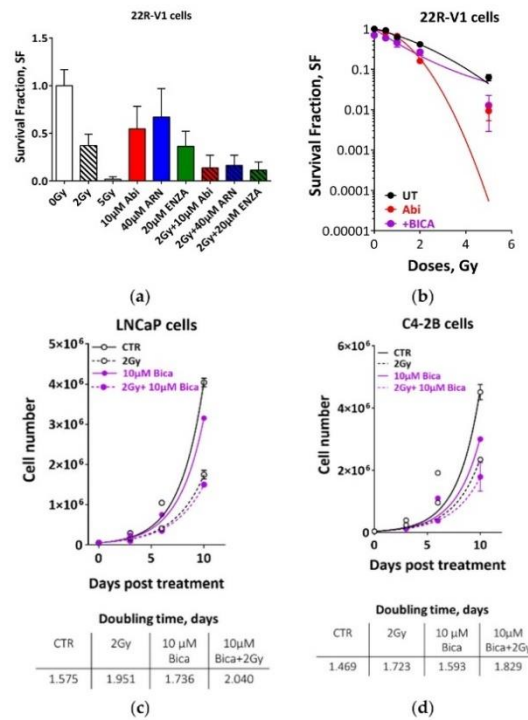 22R-V1 cells
Survival Fraction, SF
1.5
1.0
0.5
0.0
0Gy
2Gy
5Gy
10μM Abi
40μM ARN
20μM ENZA
2Gy+10μM Abi
2Gy+40μM ARN
2Gy+20μM ENZA
(a)
22R-V1 cells
Survival Fraction, SF
1
0.1
0.01
0.001
0.0001
0.00001
UT
Abi
+BICA
0 2 4 6
Doses, Gy
(b)
LNCaP cells
CTR
2Gy
10μM Bica
2Gy+ 10μM Bica
Cell number
5×10⁶
4×10⁶
3×10⁶
2×10⁶
1×10⁶
0
0 5 10
Days post treatment
Doubling time, days
CTR 2Gy 10 μM Bica 10μM Bica+2Gy
1.575 1.951 1.736 2.040
(c)
C4-2B cells
CTR
2Gy
10μM Bica
2Gy+ 10μM Bica
Cell number
6×10⁶
4×10⁶
2×10⁶
0
0 5 10
Days post treatment
Doubling time, days
CTR 2Gy 10 μM Bica 10μM Bica+2Gy
1.469 1.723 1.593 1.829
(d)